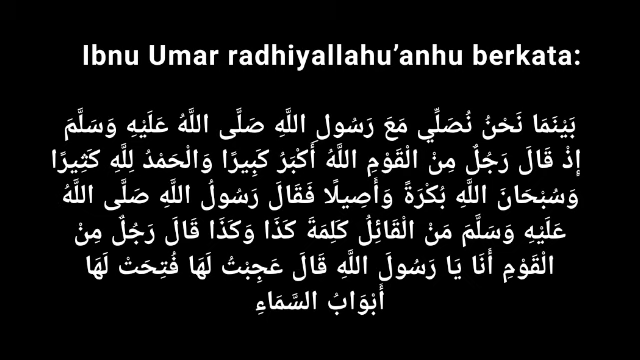 Ibnu Umar radhiyallahu’anhu berkata:
بَيْنَمَا نَحْنُ نُصَلِّي مَعَ رَسُولِ اللَّهِ صَلَّى اللَّهُ عَلَيْهِ وَسَلَّمَ
إِذْ قَالَ رَجُلٌ مِنْ الْقَوْمِ اللَّهُ أَكْبَرُ كَبِيرًا وَالْحَمْدُ لِلَّهِ كَثِيرًا
وَسُبْحَانَ اللَّهِ بُكْرَةً وَأَصِيلًا فَقَالَ رَسُولُ اللَّهِ صَلَّى اللَّهُ
عَلَيْهِ وَسَلَّمَ مَنْ الْقَائِلُ كَلِمَةَ كَذَا وَكَذَا قَالَ رَجُلٌ مِنْ
الْقَوْمِ أَنَا يَا رَسُولَ اللَّهِ قَالَ عَجِبْتُ لَهَا فُتِحَتْ لَهَا
أَبْوَابُ السَّمَاءِ